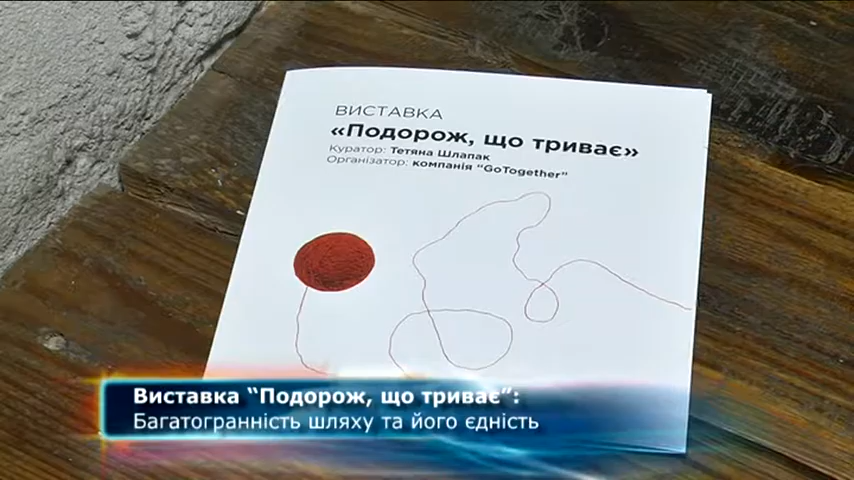 ВИСТАВКА
«Подорож, що триває»
Куратор: Тетяна Шлапак
Організатор: компанія "GoTogether"
Виставка "Подорож, що триває":
Багатогранність шляху та його єдність